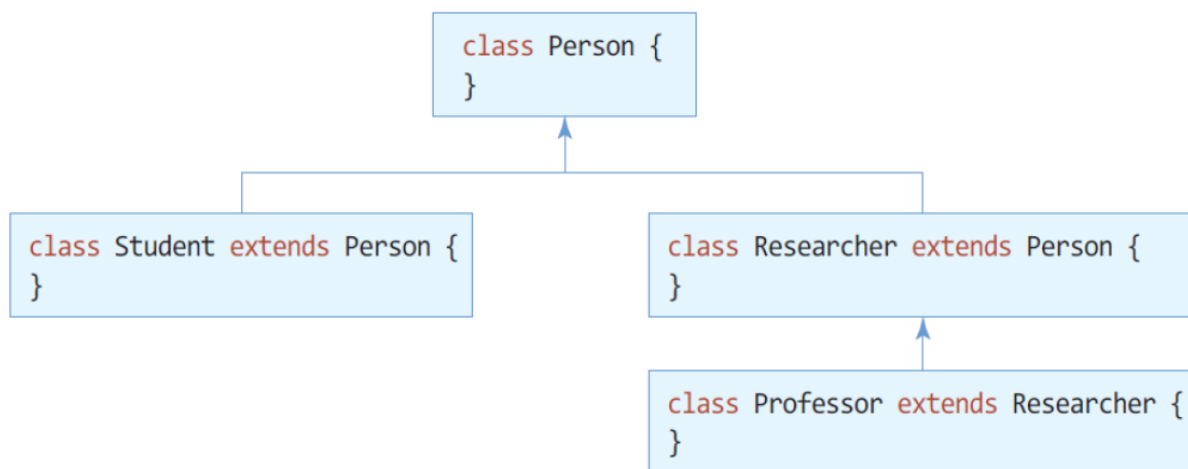 class Person {
}
class Student extends Person {
}
class Researcher extends Person {
}
class Professor extends Researcher {
}